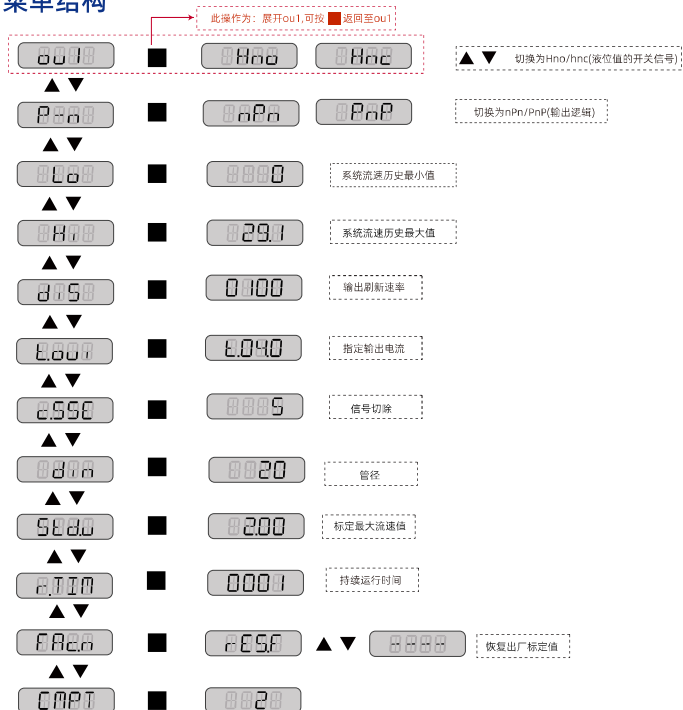 菜单结构
此操作为：展开ou1,可按 返回至ou1
ou1 Hno Hnc 切换为Hno/hnc(液位值的开关信号)
P-n nPn PnP 切换为nPn/PnP(输出逻辑)
Lo 0 系统流速历史最小值
Hi 29.1 系统流速历史最大值
diS 0100 输出刷新速率
t.oui t.04.0 指定输出电流
c.SSE 5 信号切除
din 20 管径
Std.u 2.00 标定最大流速值
r.TIM 0001 持续运行时间
FAc.n rES.F ---- 恢复出厂标定值
CMPT 2